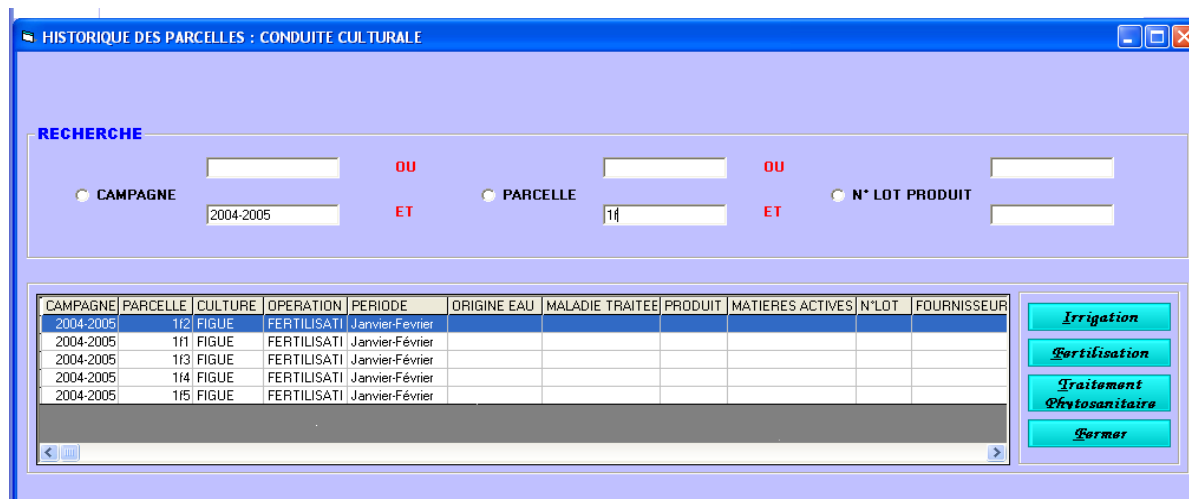 HISTORIQUE DES PARCELLES : CONDUITE CULTURALE
RECHERCHE
OU OU
CAMPAGNE PARCELLE N° LOT PRODUIT
2004-2005 ET 1f ET
CAMPAGNE PARCELLE CULTURE OPERATION PERIODE ORIGINE EAU MALADIE TRAITEE PRODUIT MATIERES ACTIVES N°LOT FOURNISSEUR
2004-2005 1f2 FIGUE FERTILISATI Janvier-Fevrier
2004-2005 1f1 FIGUE FERTILISATI Janvier-Février
2004-2005 1f3 FIGUE FERTILISATI Janvier-Février
2004-2005 1f4 FIGUE FERTILISATI Janvier-Février
2004-2005 1f5 FIGUE FERTILISATI Janvier-Février
Irrigation
Fertilisation
Traitement
Phytosanitaire
Fermer